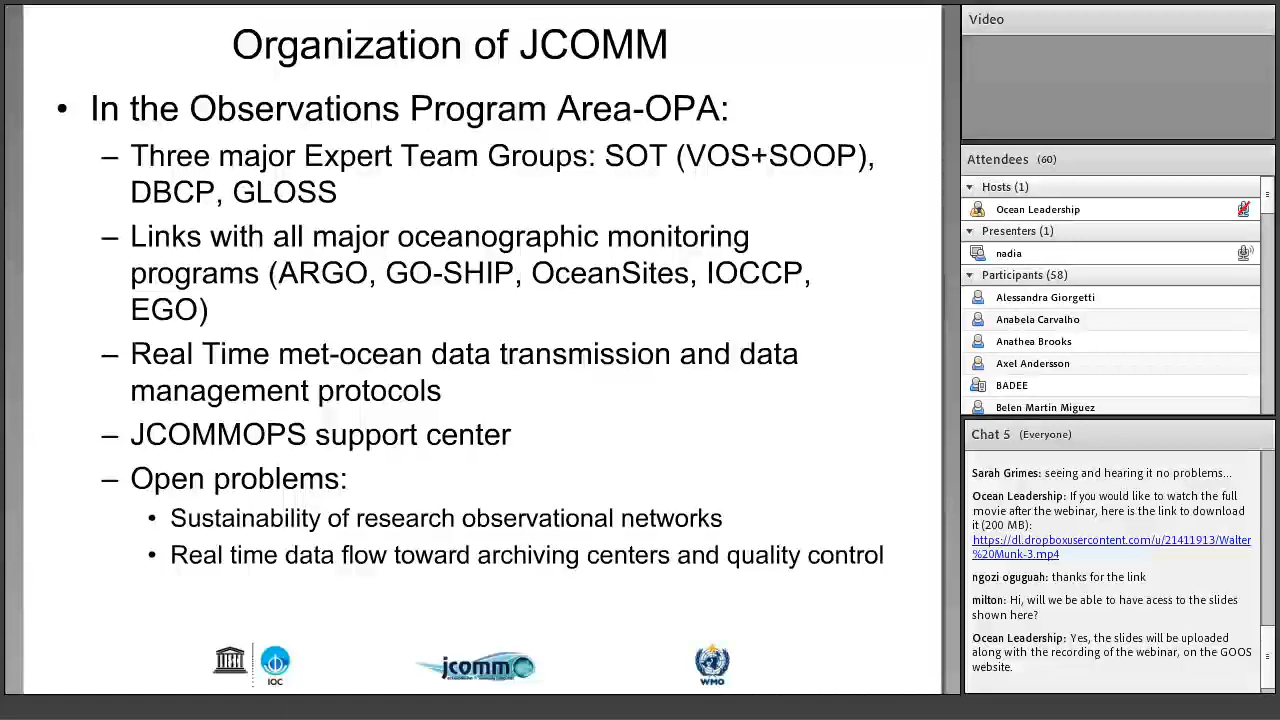 Organization of JCOMM
• In the Observations Program Area-OPA:
– Three major Expert Team Groups: SOT (VOS+SOOP),
DBCP, GLOSS
– Links with all major oceanographic monitoring
programs (ARGO, GO-SHIP, OceanSites, IOCCP,
EGO)
– Real Time met-ocean data transmission and data
management protocols
– JCOMMOPS support center
– Open problems:
• Sustainability of research observational networks
• Real time data flow toward archiving centers and quality control
IOC
jcomm
WMO
Video
Attendees (60)
Hosts (1)
Ocean Leadership
Presenters (1)
nadia
Participants (58)
Alessandra Giorgetti
Anabela Carvalho
Anathea Brooks
Axel Andersson
BADEE
Belen Martin Miguez
Chat 5 (Everyone)
Sarah Grimes: seeing and hearing it no problems...
Ocean Leadership: If you would like to watch the full
movie after the webinar, here is the link to download
it (200 MB):
https://dl.dropboxusercontent.com/u/21411913/Walter
%20Munk-3.mp4
ngozi oguguah: thanks for the link
milton: Hi, will we be able to have acess to the slides
shown here?
Ocean Leadership: Yes, the slides will be uploaded
along with the recording of the webinar, on the GOOS
website.